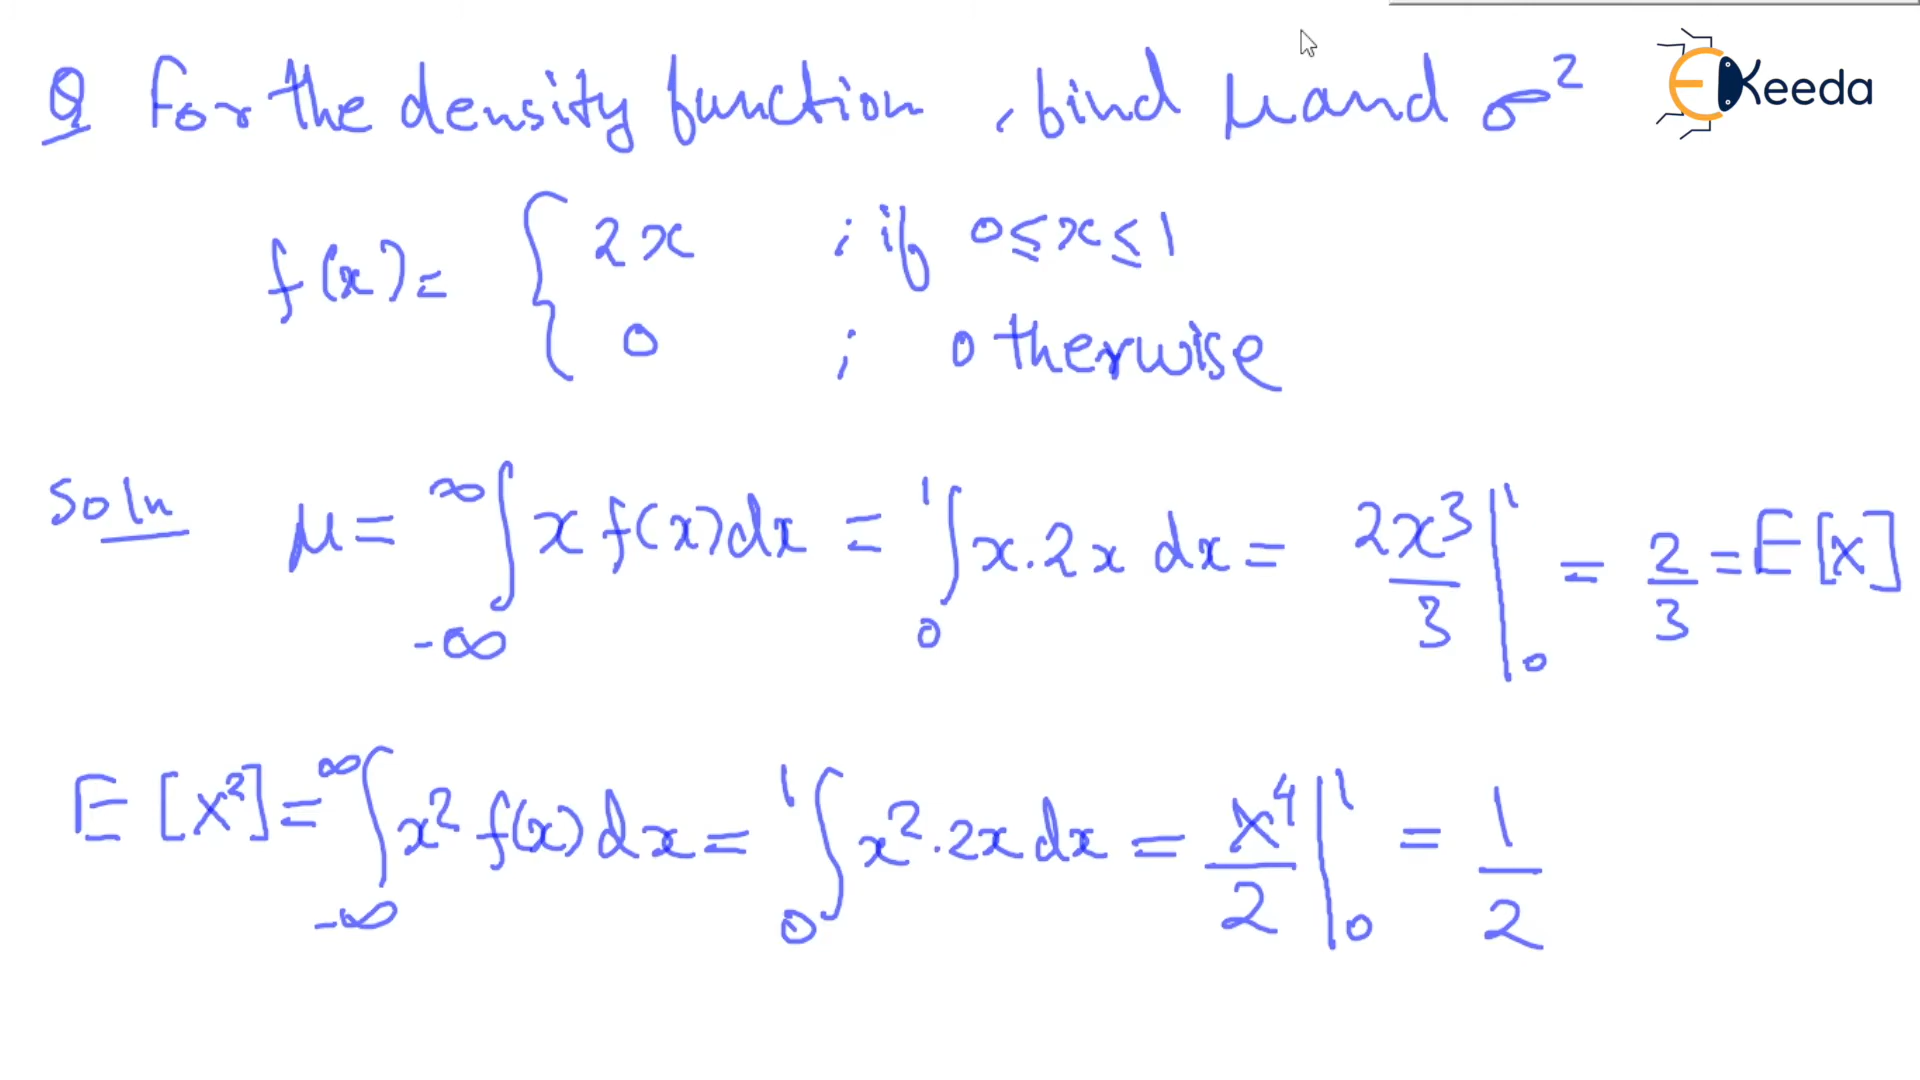 Q For the density function, find μ and σ²
EKeeda
f(x) = { 2x ; if 0 ≤ x ≤ 1
0 ; otherwise
Soln μ = ∫_{-∞}^{∞} x f(x) dx = ∫_0^1 x.2x dx = 2x³/3 |_0^1 = 2/3 = E[X]
E[X²] = ∫_{-∞}^{∞} x² f(x) dx = ∫_0^1 x².2x dx = x⁴/2 |_0^1 = 1/2